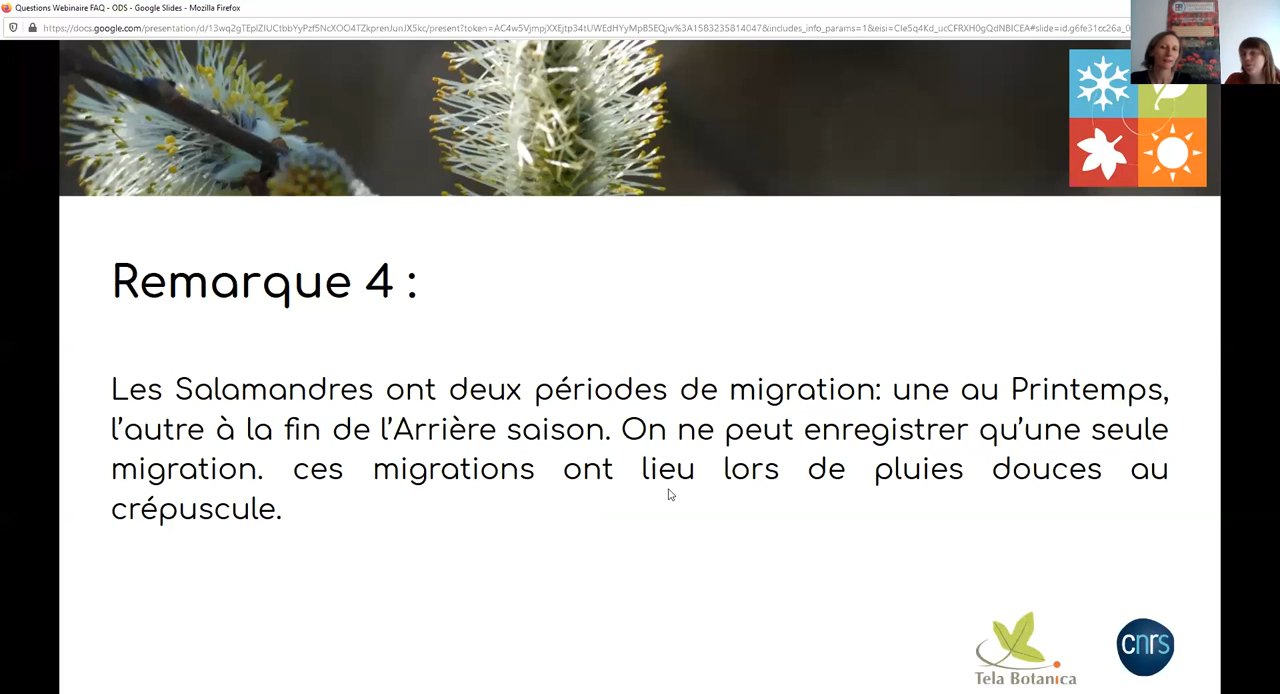 Questions Webinaire FAQ - ODS - Google Slides - Mozilla Firefox
Remarque 4 :
Les Salamandres ont deux périodes de migration: une au Printemps,
l'autre à la fin de l'Arrière saison. On ne peut enregistrer qu'une seule
migration. ces migrations ont lieu lors de pluies douces au
crépuscule.
Tela Botanica
cnrs